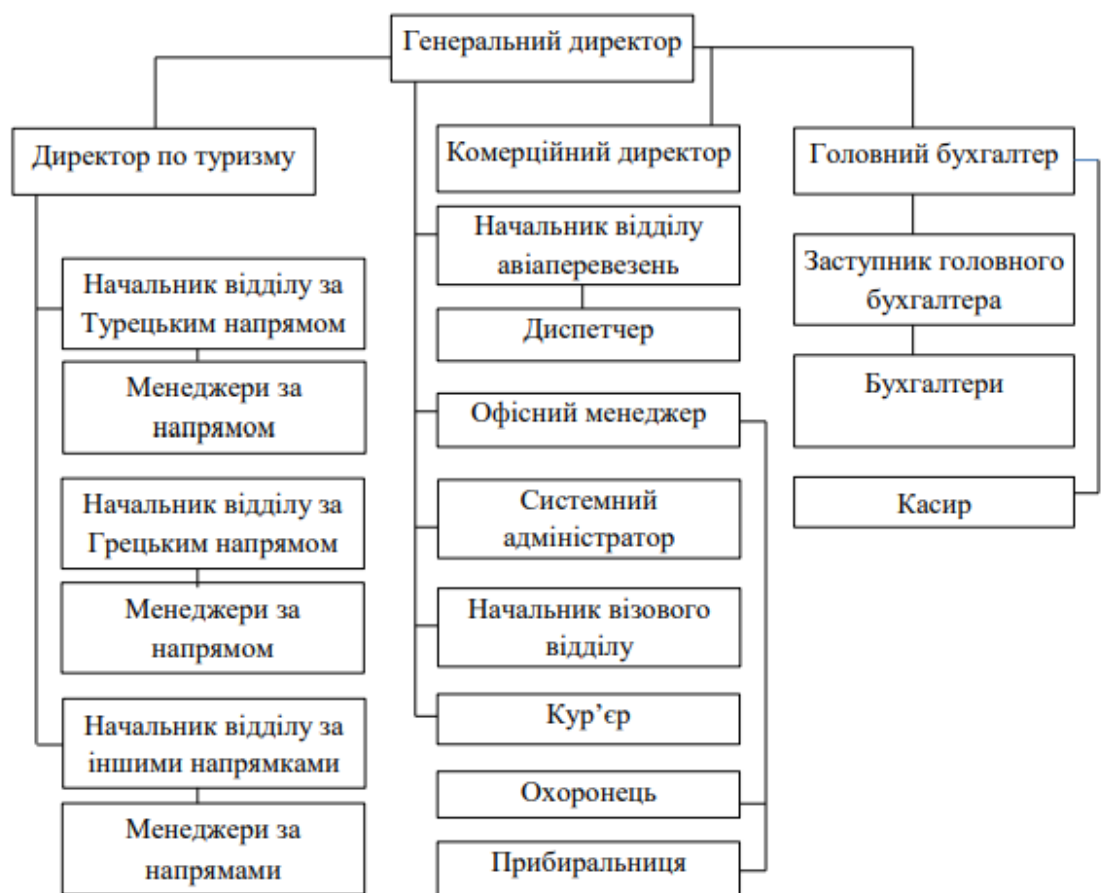 Генеральний директор
Директор по туризму
Начальник відділу за
Турецьким напрямом
Менеджери за
напрямом
Начальник відділу за
Грецьким напрямом
Менеджери за
напрямом
Начальник відділу за
іншими напрямками
Менеджери за
напрямами
Комерційний директор
Начальник відділу
авіаперевезень
Диспетчер
Офісний менеджер
Системний
адміністратор
Начальник візового
відділу
Кур’єр
Охоронець
Прибиральниця
Головний бухгалтер
Заступник головного
бухгалтера
Бухгалтери
Касир